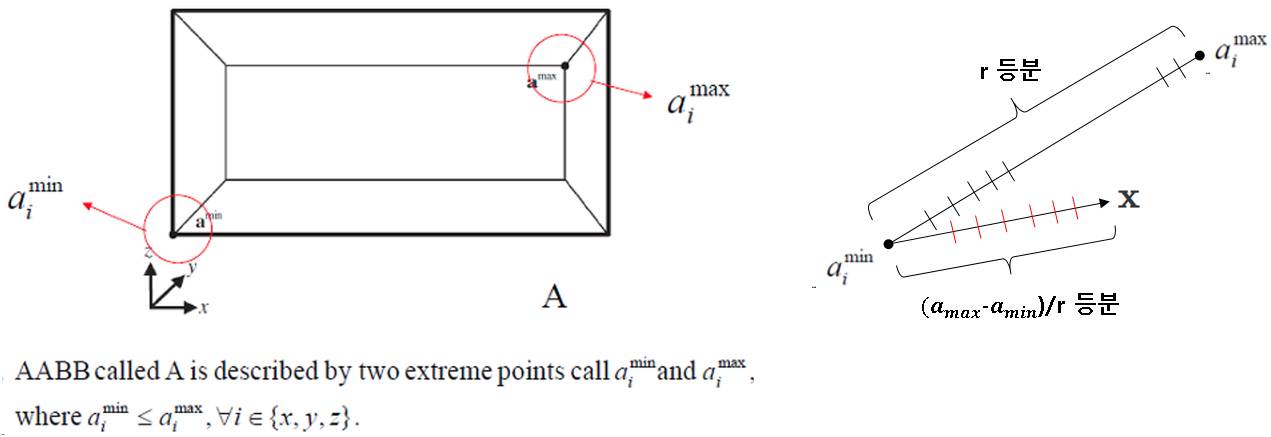 a_i^max
a^max
a_i^max
r 등분
a_i^min
a^min
x
a_i^min
z
y
x
A
(a_max-a_min)/r 등분
AABB called A is described by two extreme points call a_i^min and a_i^max,
where a_i^min ≤ a_i^max, ∀i ∈ {x, y, z}.